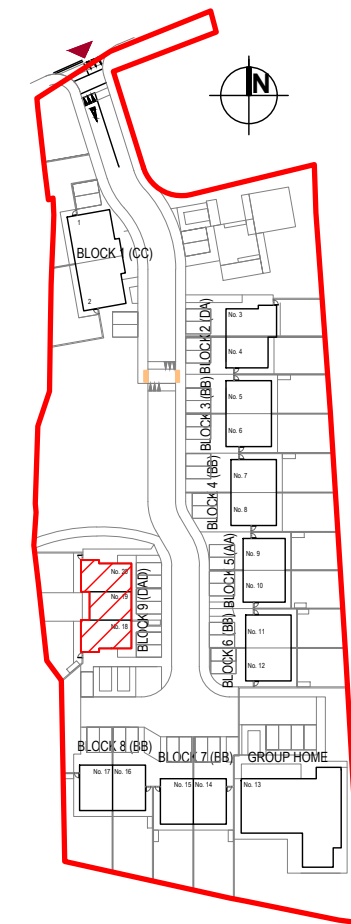 N
1
BLOCK 1 (CC)
2
No. 3
BLOCK 2 (DA)
No. 4
No. 5
BLOCK 3 (BB)
No. 6
No. 7
BLOCK 4 (BB)
No. 8
No. 9
BLOCK 5 (AA)
No. 10
No. 20
No. 19
BLOCK 9 (DAD)
No. 18
No. 11
BLOCK 6 (BB)
No. 12
BLOCK 8 (BB)
BLOCK 7 (BB)
GROUP HOME
No. 17
No. 16
No. 15
No. 14
No. 13